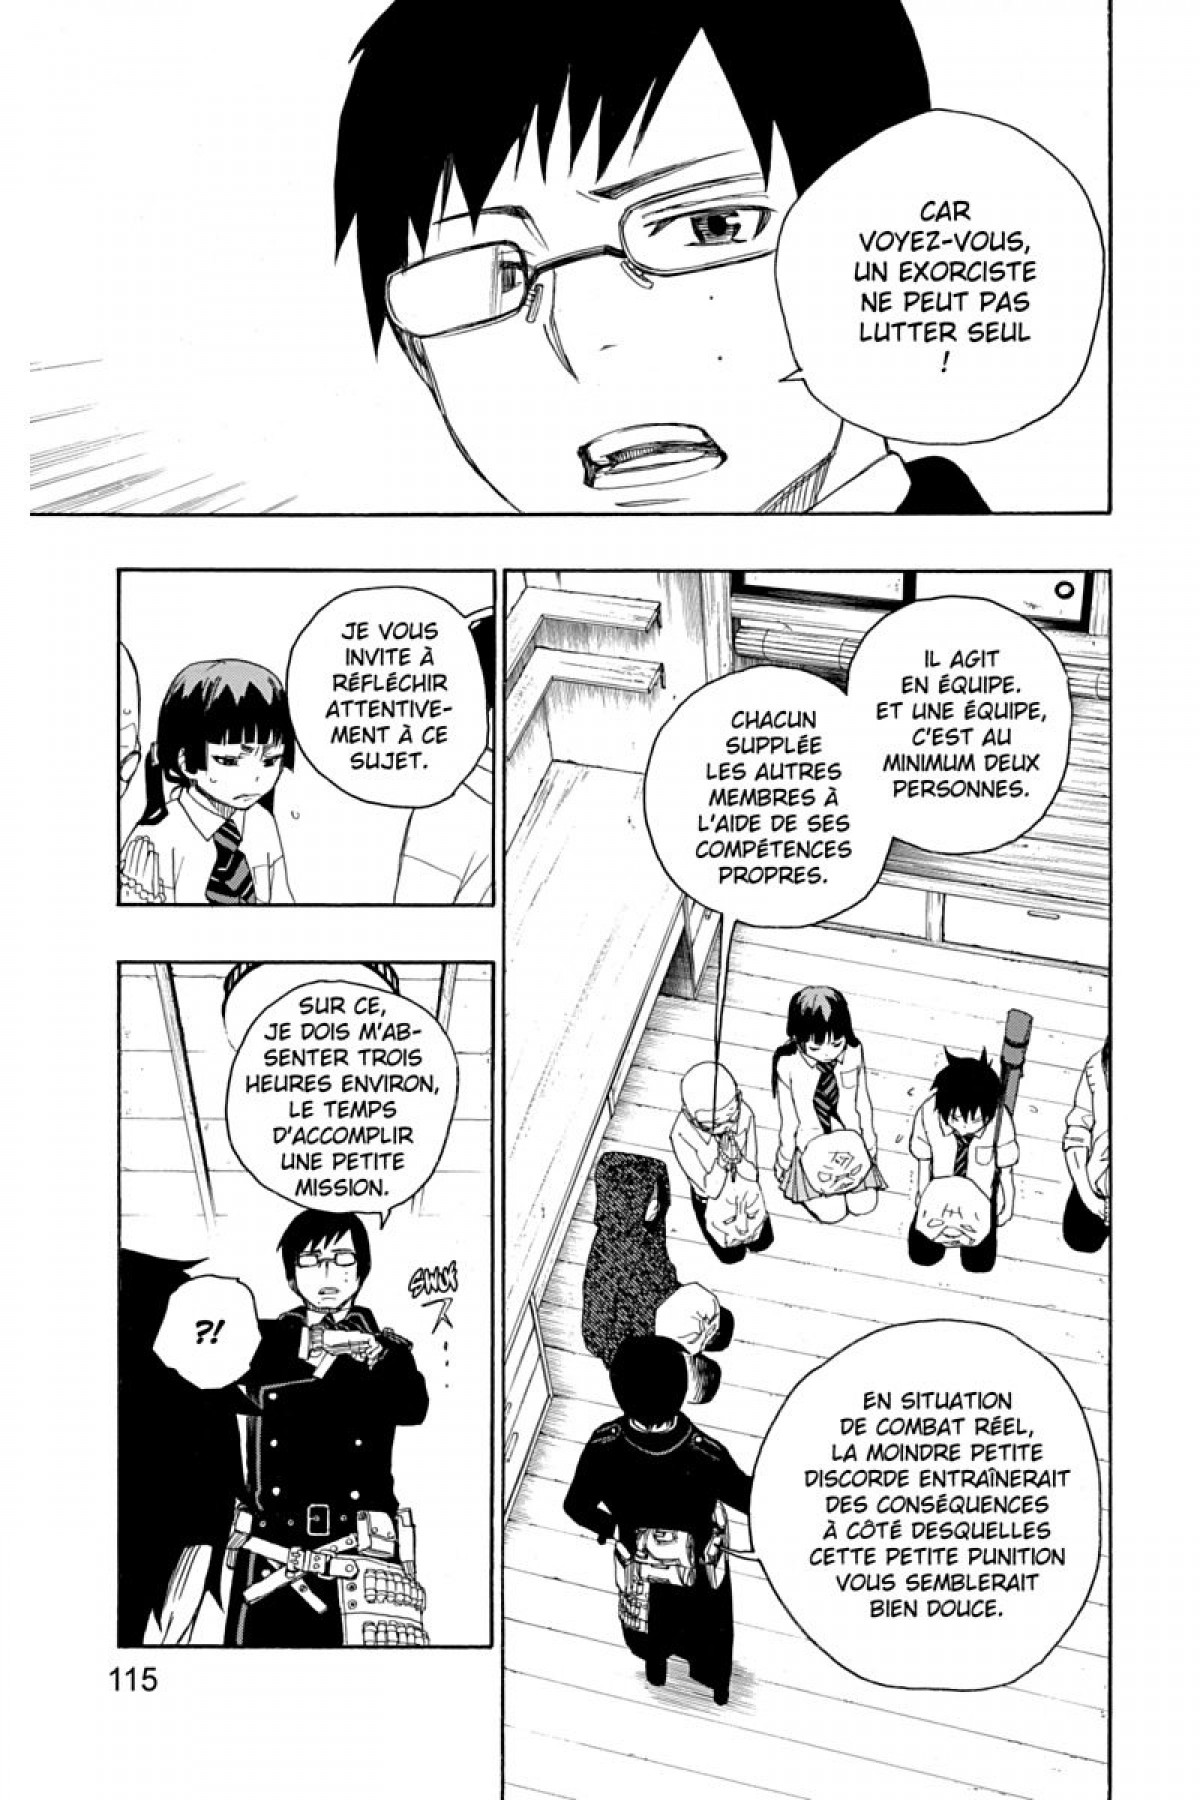 CAR
VOYEZ-VOUS,
UN EXORCISTE
NE PEUT PAS
LUTTER SEUL
!
IL AGIT
EN ÉQUIPE.
ET UNE ÉQUIPE,
C'EST AU
MINIMUM DEUX
PERSONNES.
CHACUN
SUPPLÉE
LES AUTRES
MEMBRES À
L'AIDE DE SES
COMPÉTENCES
PROPRES.
EN SITUATION
DE COMBAT RÉEL,
LA MOINDRE PETITE
DISCORDE ENTRAÎNERAIT
DES CONSÉQUENCES
À CÔTÉ DESQUELLES
CETTE PETITE PUNITION
VOUS SEMBLERAIT
BIEN DOUCE.
JE VOUS
INVITE À
RÉFLÉCHIR
ATTENTIVE-
MENT À CE
SUJET.
SUR CE,
JE DOIS M'AB-
SENTER TROIS
HEURES ENVIRON,
LE TEMPS
D'ACCOMPLIR
UNE PETITE
MISSION.
SWUF
ス...
?!
115